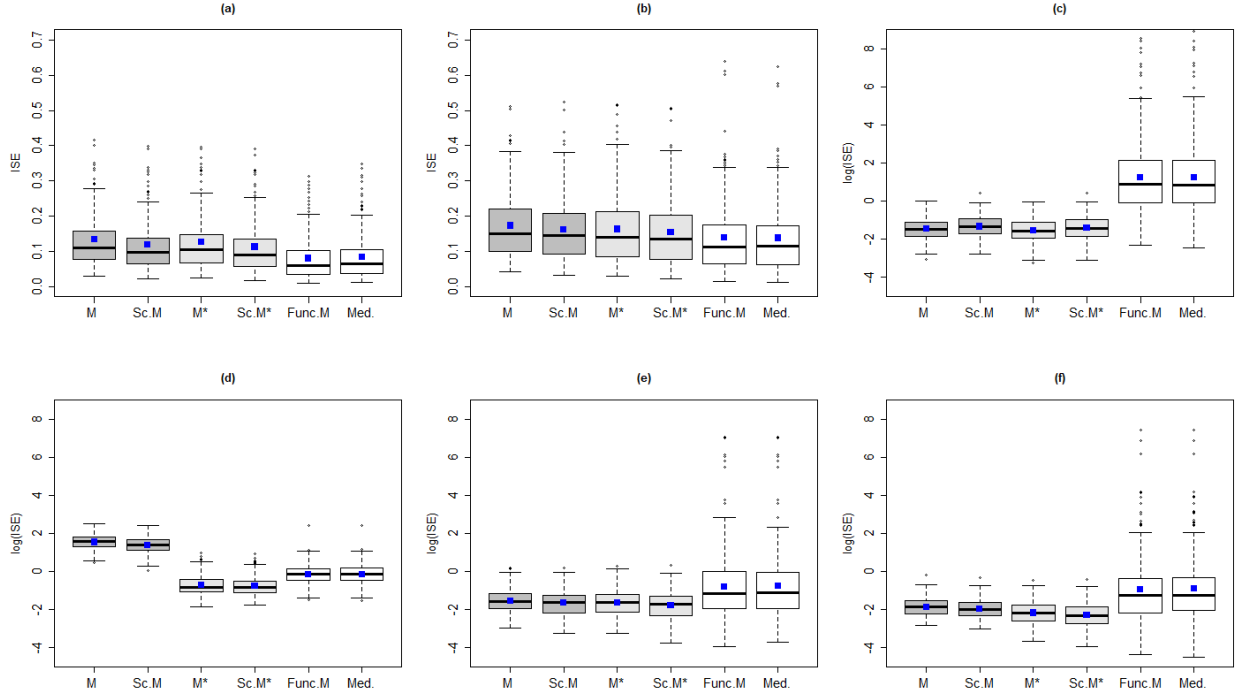 (a)
ISE
0.0 0.1 0.2 0.3 0.4 0.5 0.6 0.7
M Sc.M M* Sc.M* Func.M Med.
(b)
ISE
0.0 0.1 0.2 0.3 0.4 0.5 0.6 0.7
M Sc.M M* Sc.M* Func.M Med.
(c)
log(ISE)
-4 -2 0 2 4 6 8
M Sc.M M* Sc.M* Func.M Med.
(d)
log(ISE)
-4 -2 0 2 4 6 8
M Sc.M M* Sc.M* Func.M Med.
(e)
log(ISE)
-4 -2 0 2 4 6 8
M Sc.M M* Sc.M* Func.M Med.
(f)
log(ISE)
-4 -2 0 2 4 6 8
M Sc.M M* Sc.M* Func.M Med.